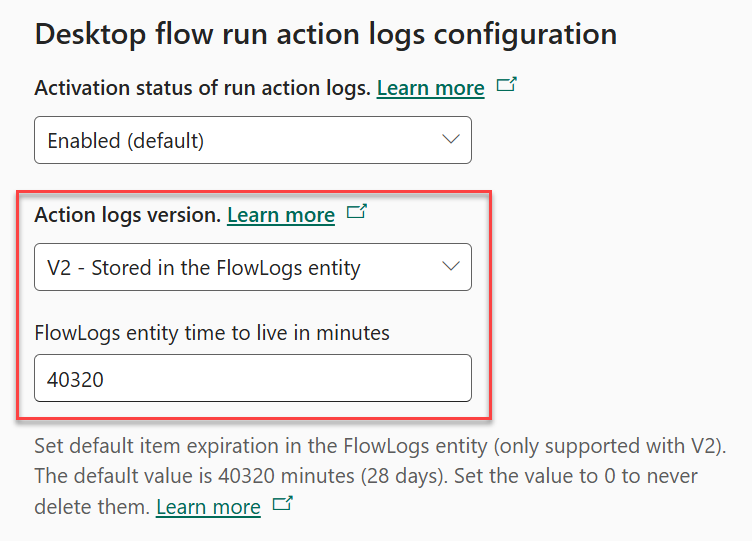 Desktop flow run action logs configuration
Activation status of run action logs. Learn more
Enabled (default)
Action logs version. Learn more
V2 - Stored in the FlowLogs entity
FlowLogs entity time to live in minutes
40320
Set default item expiration in the FlowLogs entity (only supported with V2).
The default value is 40320 minutes (28 days). Set the value to 0 to never
delete them. Learn more